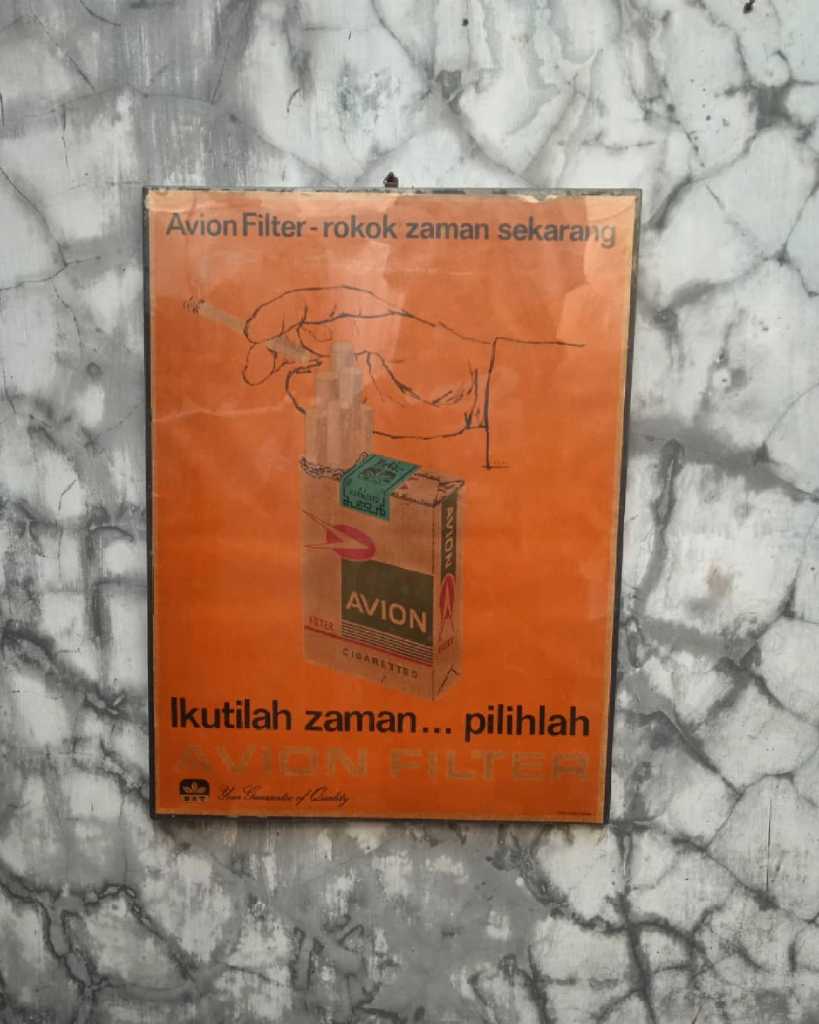 Avion Filter - rokok zaman sekarang
AVION
AVION
FILTER
FILTER
CIGARETTES
Ikutilah zaman... pilihlah
AVION FILTER
BAT Your Guarantee of Quality